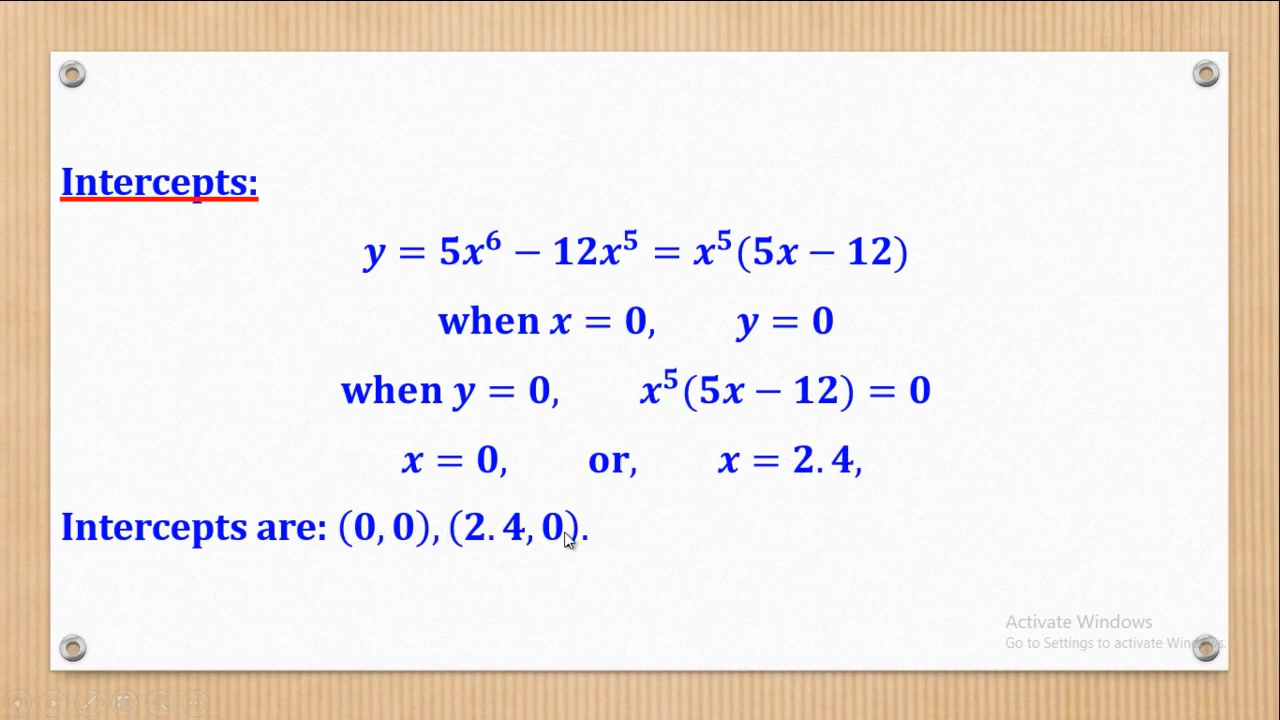 Intercepts:
y = 5x⁶ − 12x⁵ = x⁵(5x − 12)
when x = 0, y = 0
when y = 0, x⁵(5x − 12) = 0
x = 0, or, x = 2.4,
Intercepts are: (0, 0), (2.4, 0).
Activate Windows
Go to Settings to activate Windows.